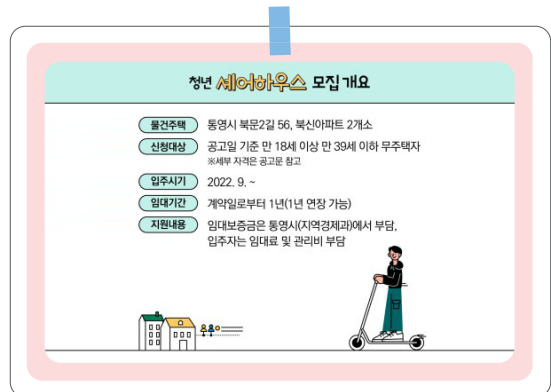 청년 셰어하우스 모집개요
물건주택 통영시 북문2길 56, 북신아파트 2개소
신청대상 공고일 기준 만 18세 이상 만 39세 이하 무주택자
※세부 자격은 공고문 참고
입주시기 2022. 9. ~
임대기간 계약일로부터 1년(1년 연장 가능)
지원내용 임대보증금은 통영시(지역경제과)에서 부담,
입주자는 임대료 및 관리비 부담